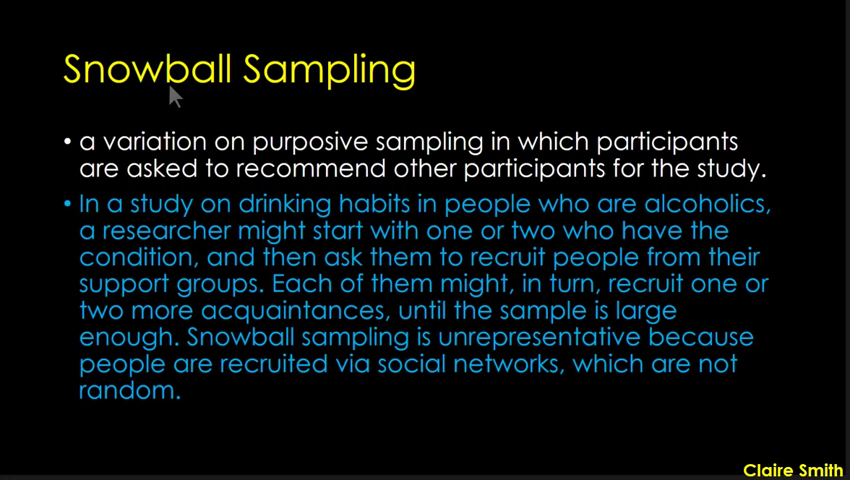 Snowball Sampling
• a variation on purposive sampling in which participants
are asked to recommend other participants for the study.
• In a study on drinking habits in people who are alcoholics,
a researcher might start with one or two who have the
condition, and then ask them to recruit people from their
support groups. Each of them might, in turn, recruit one or
two more acquaintances, until the sample is large
enough. Snowball sampling is unrepresentative because
people are recruited via social networks, which are not
random.
Claire Smith